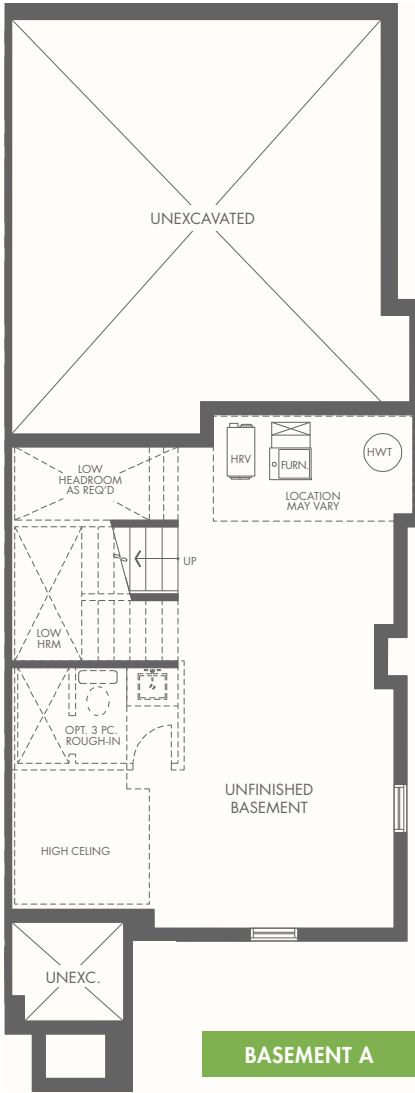 UNEXCAVATED
LOW
HEADROOM
AS REQ'D
HRV
FURN.
HWT
LOCATION
MAY VARY
UP
LOW
HRM
OPT. 3 PC.
ROUGH-IN
UNFINISHED
BASEMENT
HIGH CELING
UNEXC.
BASEMENT A